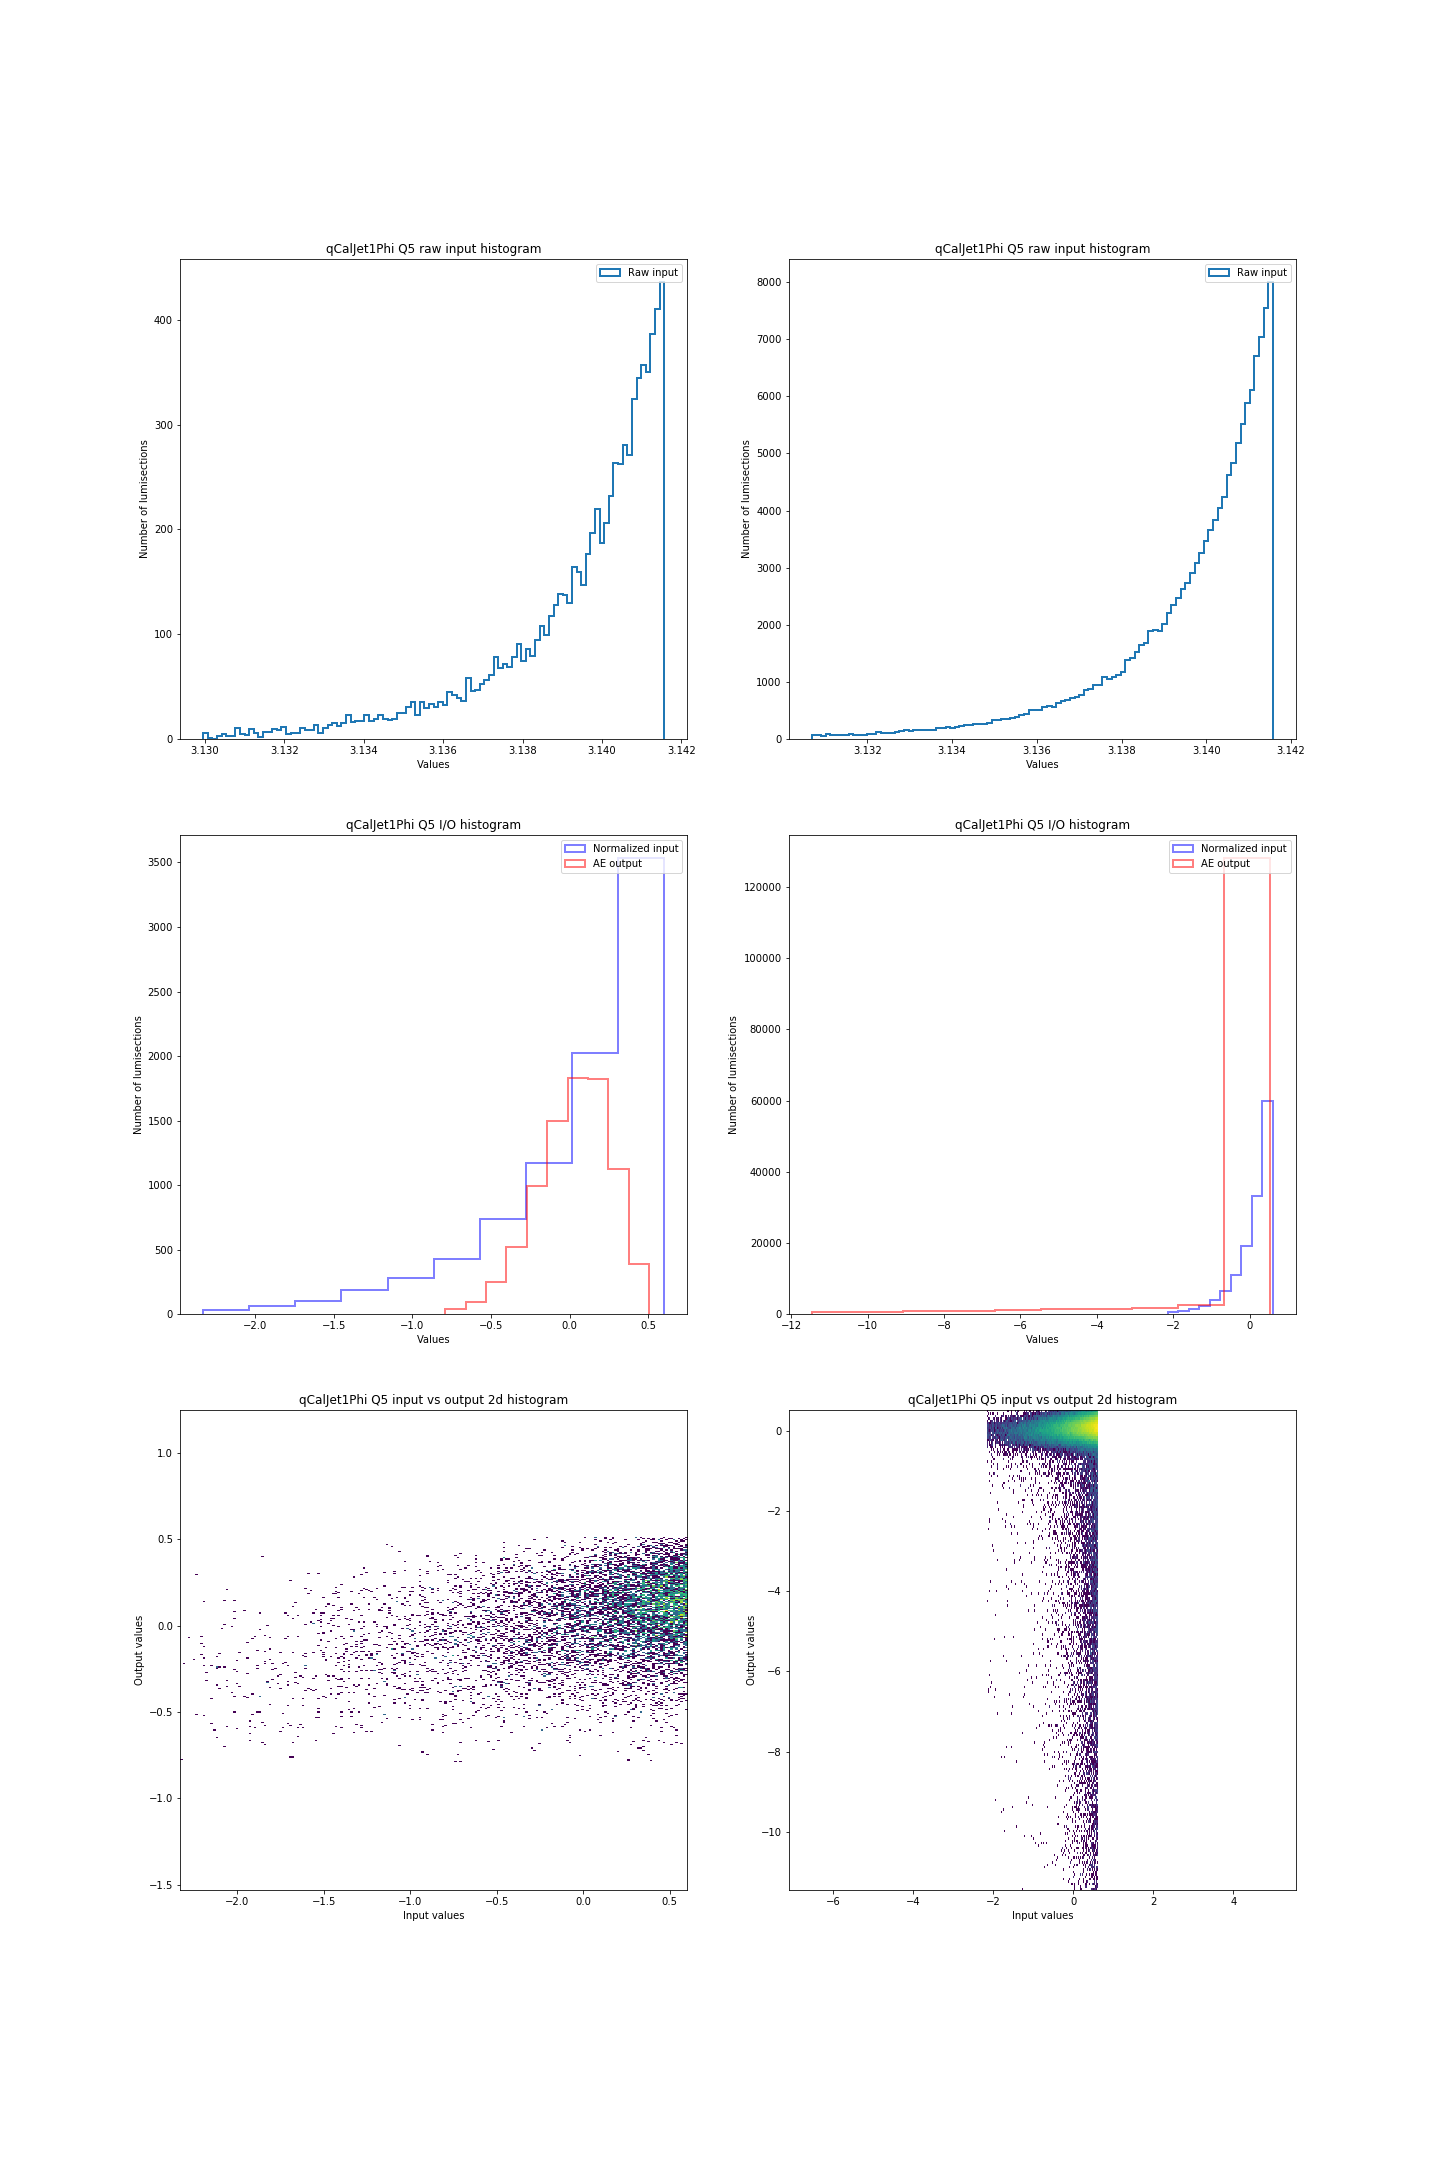 qCalJet1Phi Q5 raw input histogram
Raw input
400
300
200
100
0
Number of lumisections
3.130 3.132 3.134 3.136 3.138 3.140 3.142
Values
qCalJet1Phi Q5 raw input histogram
Raw input
8000
7000
6000
5000
4000
3000
2000
1000
0
Number of lumisections
3.132 3.134 3.136 3.138 3.140 3.142
Values
qCalJet1Phi Q5 I/O histogram
Normalized input
AE output
3500
3000
2500
2000
1500
1000
500
0
Number of lumisections
−2.0 −1.5 −1.0 −0.5 0.0 0.5
Values
qCalJet1Phi Q5 I/O histogram
Normalized input
AE output
120000
100000
80000
60000
40000
20000
0
Number of lumisections
−12 −10 −8 −6 −4 −2 0
Values
qCalJet1Phi Q5 input vs output 2d histogram
1.0
0.5
0.0
−0.5
−1.0
−1.5
Output values
−2.0 −1.5 −1.0 −0.5 0.0 0.5
Input values
qCalJet1Phi Q5 input vs output 2d histogram
0
−2
−4
−6
−8
−10
Output values
−6 −4 −2 0 2 4
Input values